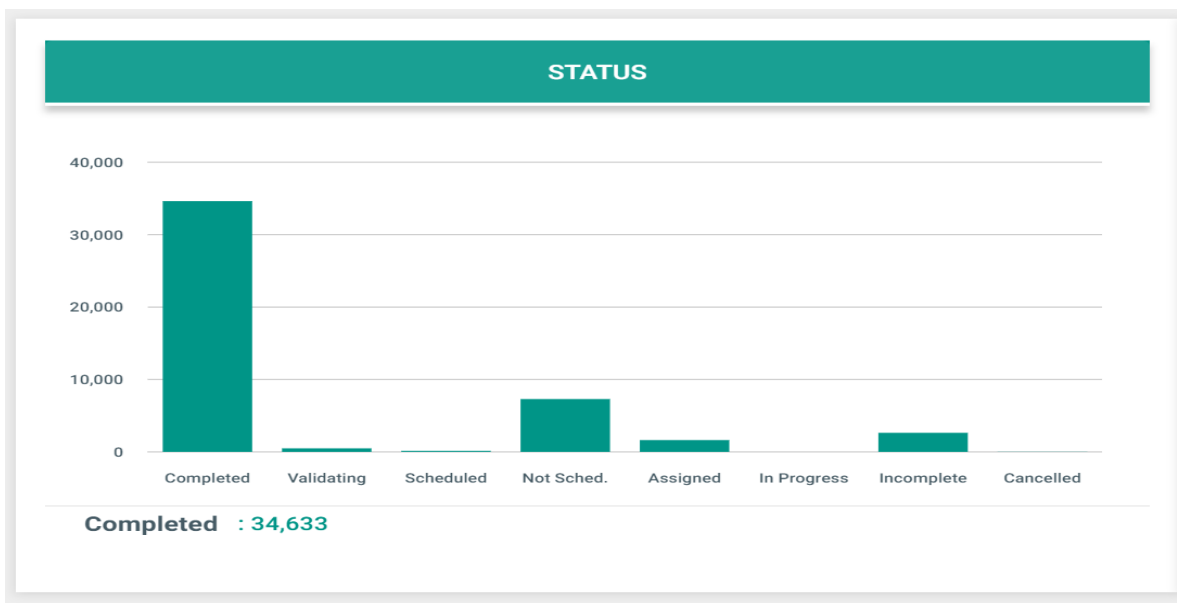 STATUS
40,000
30,000
20,000
10,000
0
Completed Validating Scheduled Not Sched. Assigned In Progress Incomplete Cancelled
Completed : 34,633